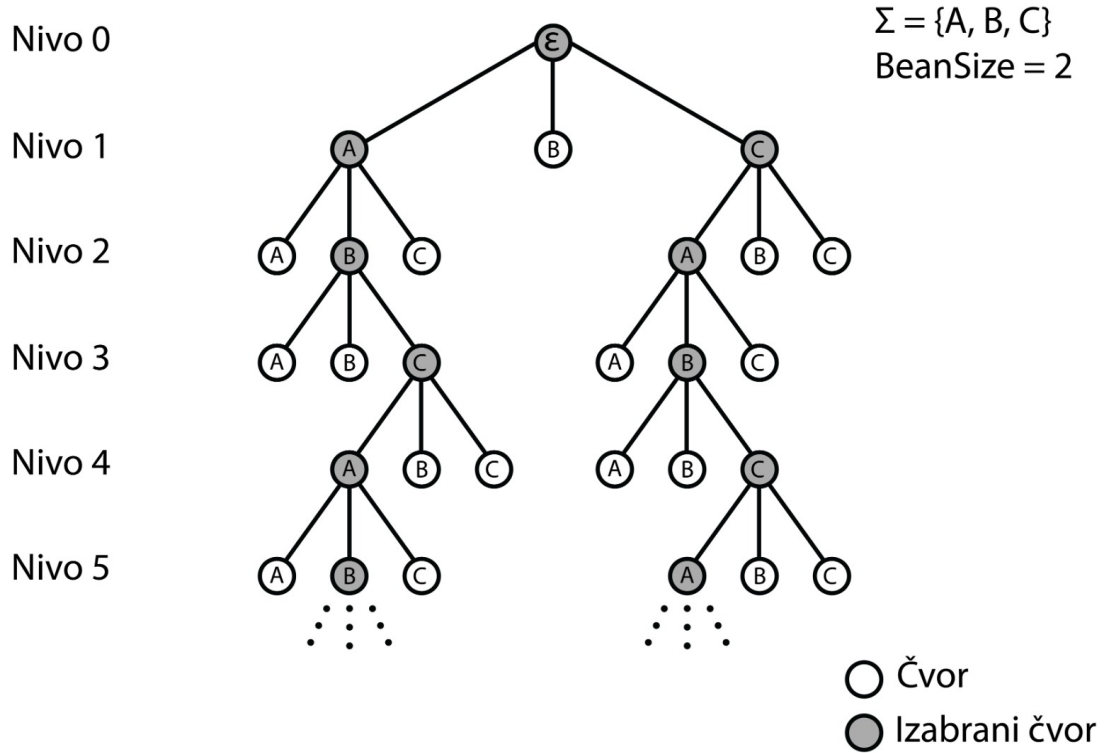 Nivo 0
ε
Σ = {A, B, C}
BeanSize = 2
Nivo 1
A B C
Nivo 2
A B C A B C
Nivo 3
A B C A B C
Nivo 4
A B C A B C
Nivo 5
A B C A B C
Čvor
Izabrani čvor